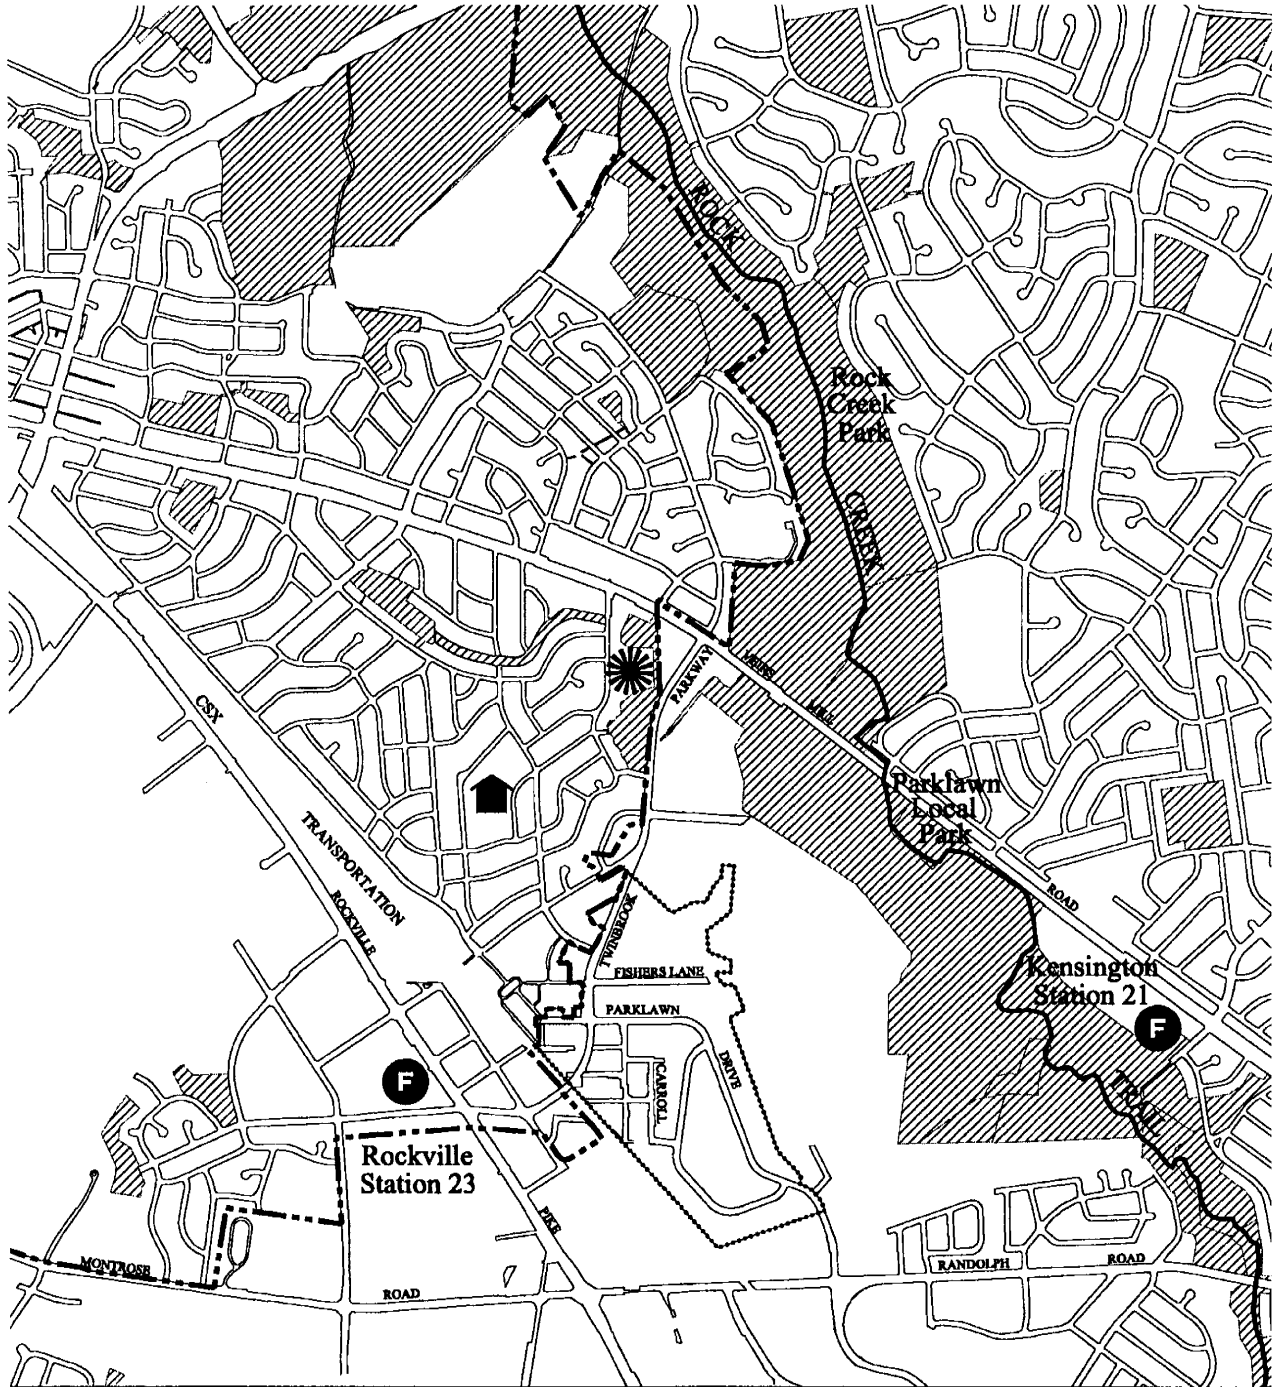 ROCK
Rock
Creek
Park
CREEK
PARKWAY
VEIRS
MILL
CSX
Parklawn
Local
Park
TRANSPORTATION
ROCKVILLE
ROAD
TWINBROOK
FISHERS LANE
Kensington
Station 21
F
PARKLAWN
DRIVE
CARROLL
F
TRAIL
Rockville
Station 23
PIKE
MONTROSE
ROAD
RANDOLPH
ROAD